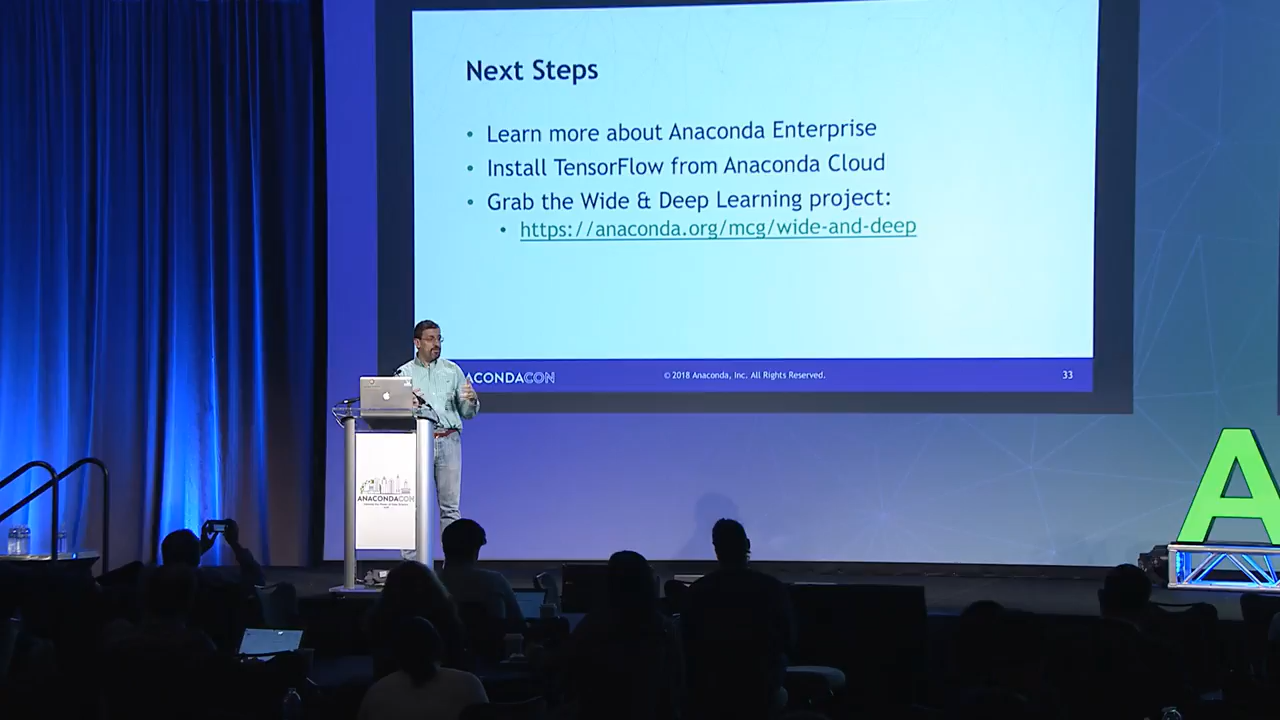 Next Steps
• Learn more about Anaconda Enterprise
• Install TensorFlow from Anaconda Cloud
• Grab the Wide & Deep Learning project:
• https://anaconda.org/mcg/wide-and-deep
ACONDACON
© 2018 Anaconda, Inc. All Rights Reserved.
33
ANACONDACON
A